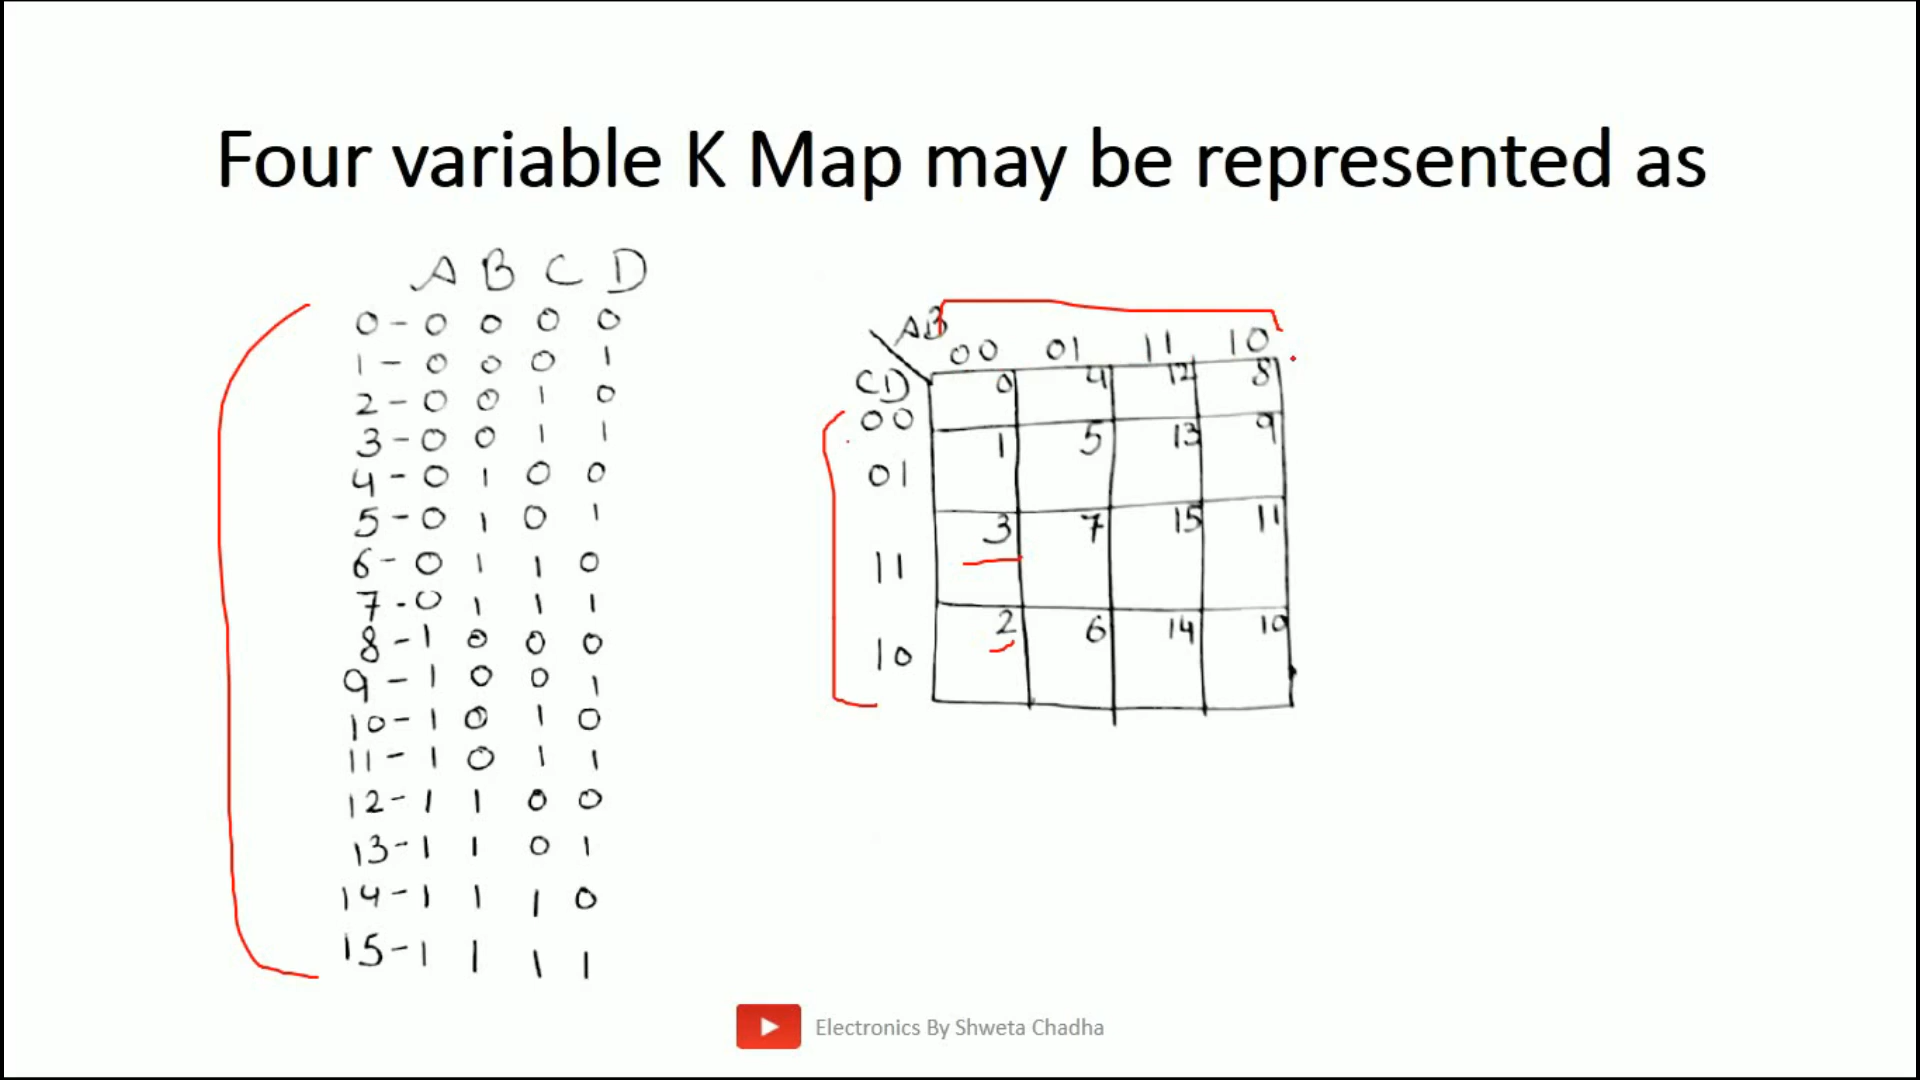 Four variable K Map may be represented as
A B C D
0 - 0 0 0 0
1 - 0 0 0 1
2 - 0 0 1 0
3 - 0 0 1 1
4 - 0 1 0 0
5 - 0 1 0 1
6 - 0 1 1 0
7 - 0 1 1 1
8 - 1 0 0 0
9 - 1 0 0 1
10 - 1 0 1 0
11 - 1 0 1 1
12 - 1 1 0 0
13 - 1 1 0 1
14 - 1 1 1 0
15 - 1 1 1 1
AB
00 01 11 10
CD
00 0 4 12 8
01 1 5 13 9
11 3 7 15 11
10 2 6 14 10
Electronics By Shweta Chadha